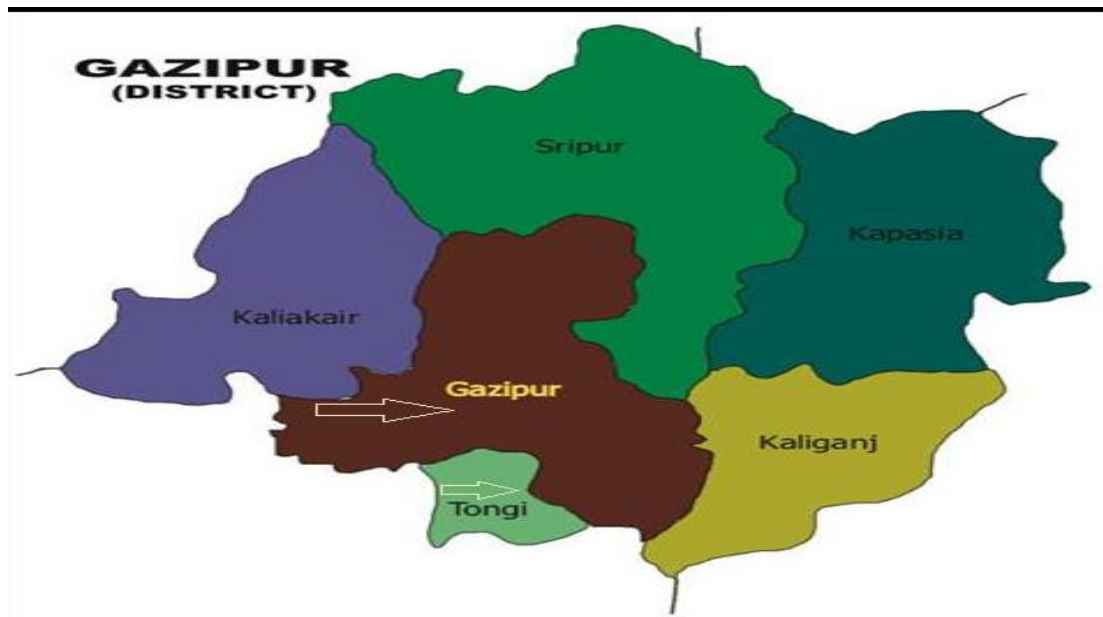 GAZIPUR
(DISTRICT)
Sripur
Kapasia
Kaliakair
Gazipur
Kaliganj
Tongi